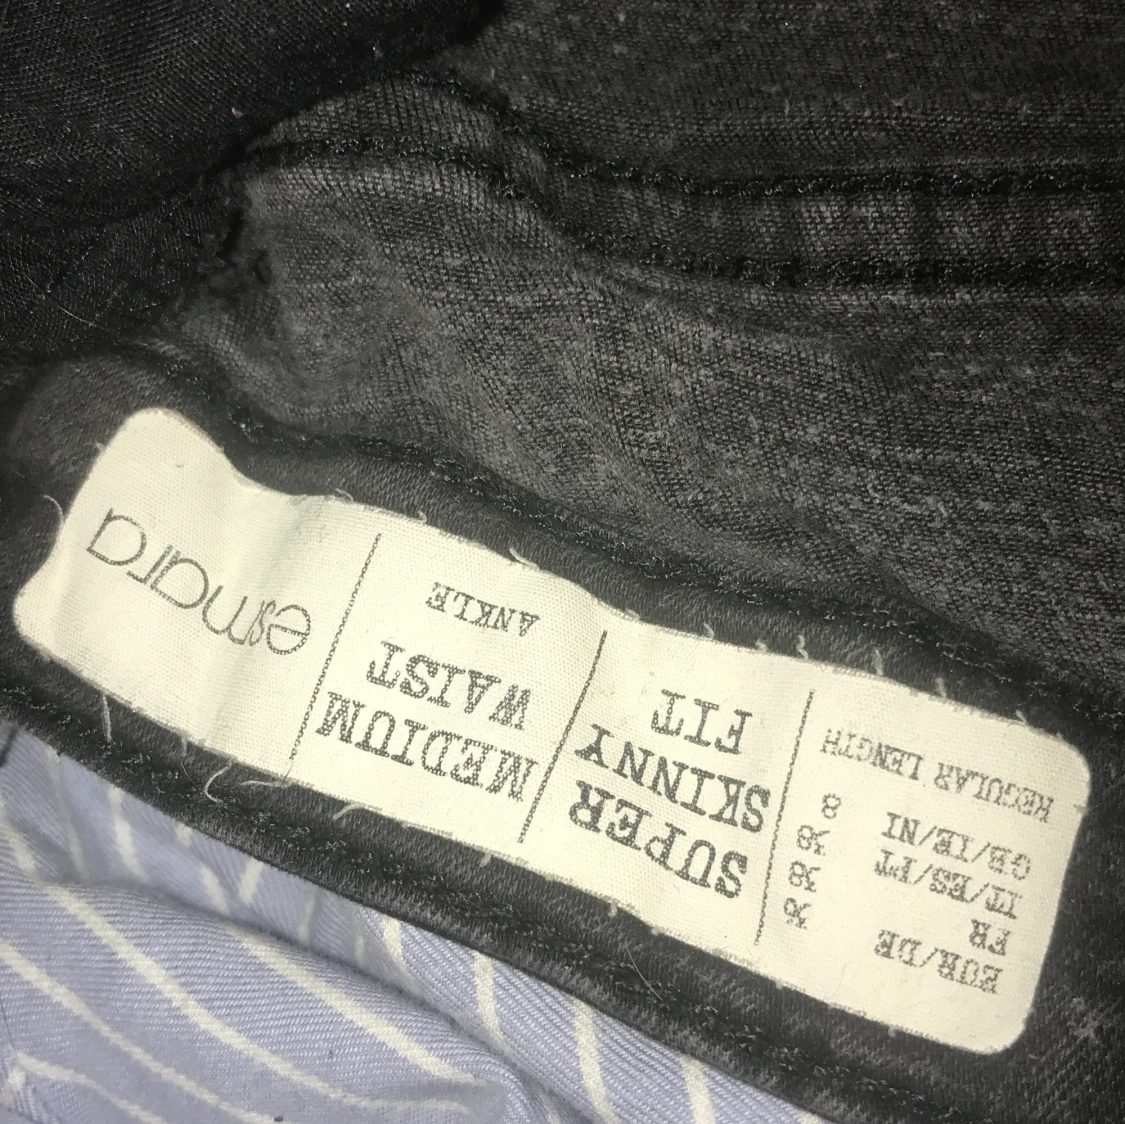 EUR/DE 36
FR 38
IT/ES/PT 38
GB/IE/NI 8
REGULAR LENGTH
SUPER
SKINNY
FIT
MEDIUM
WAIST
ANKLE
esmara